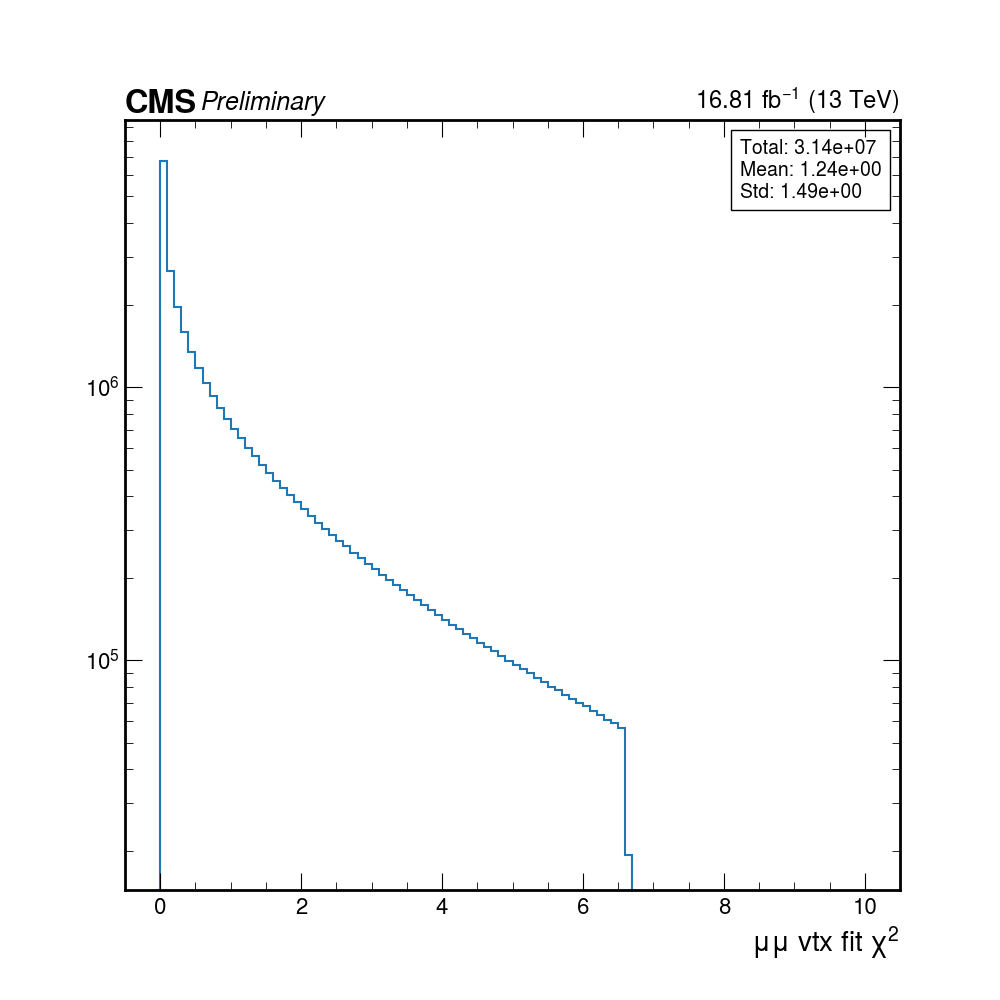 CMS Preliminary
16.81 fb⁻¹ (13 TeV)
Total: 3.14e+07
Mean: 1.24e+00
Std: 1.49e+00
10⁶
10⁵
0 2 4 6 8 10
μμ vtx fit χ²